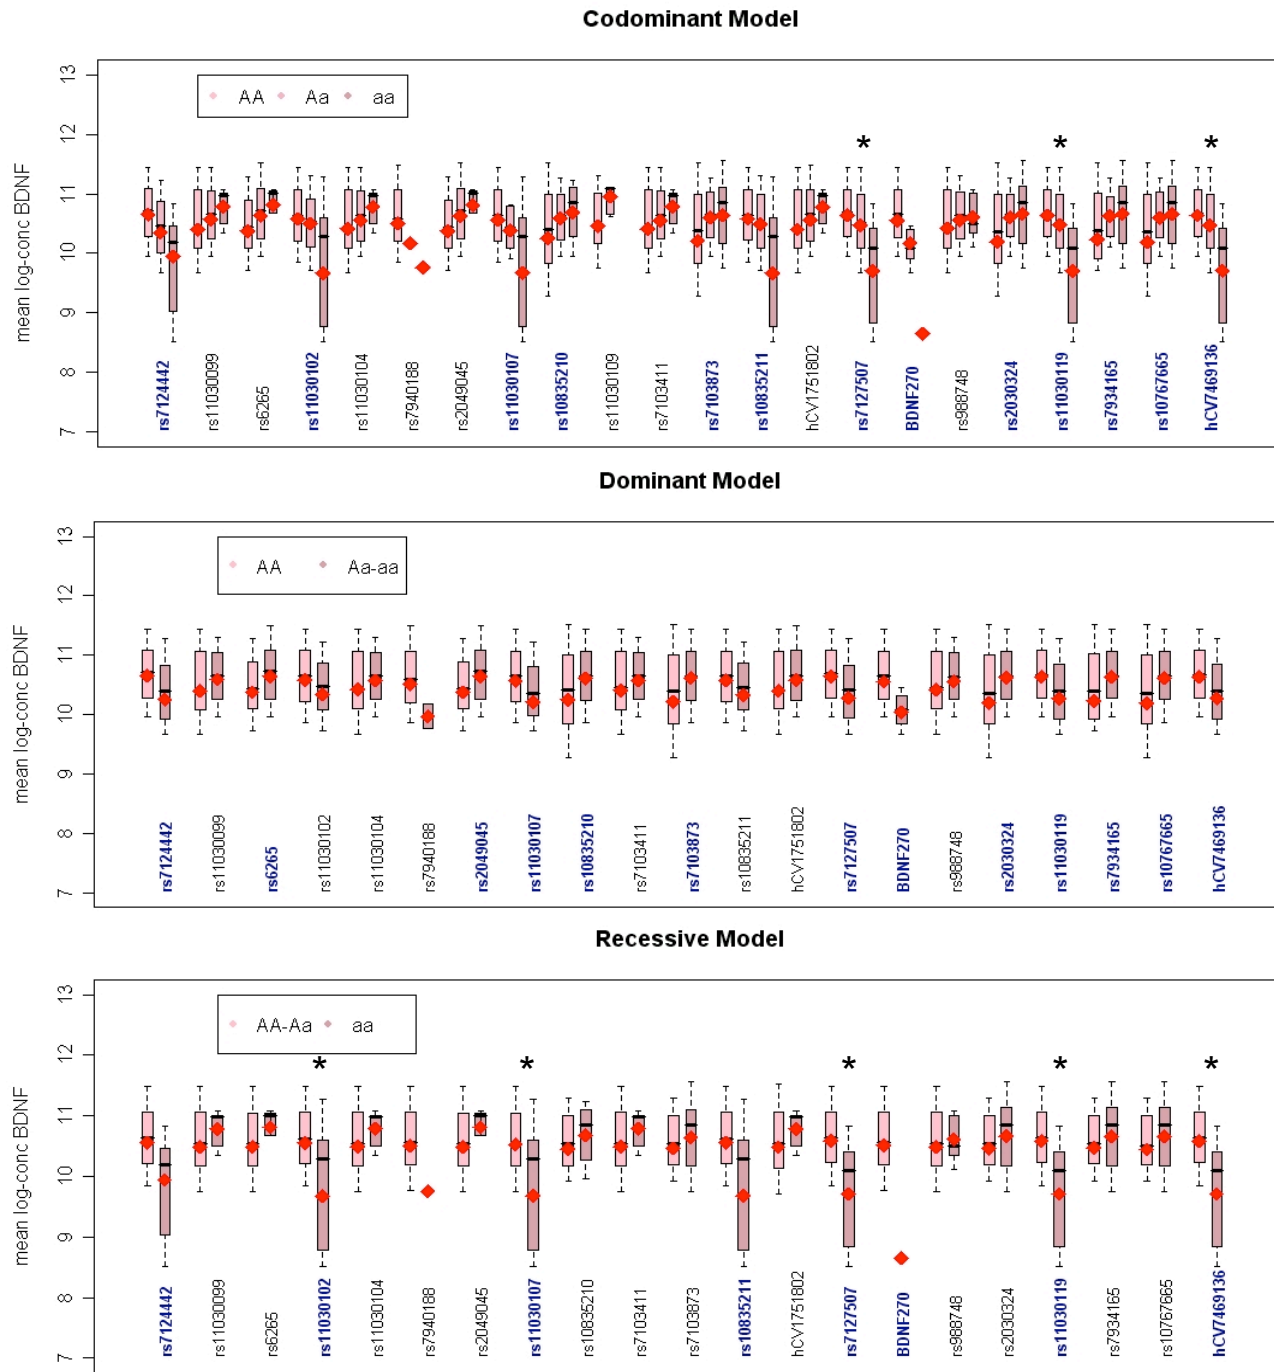 Codominant Model
mean log-conc BDNF
13
12
11
10
9
8
7
AA Aa aa
* * *
rs7124442
rs11030099
rs6265
rs11030102
rs11030104
rs7940188
rs2049045
rs11030107
rs10835210
rs11030109
rs7103411
rs7103873
rs10835211
hCV1751802
rs7127507
BDNF270
rs988748
rs2030324
rs11030119
rs7934165
rs10767665
hCV7469136
Dominant Model
mean log-conc BDNF
13
12
11
10
9
8
7
AA Aa-aa
rs7124442
rs11030099
rs6265
rs11030102
rs11030104
rs7940188
rs2049045
rs11030107
rs10835210
rs7103411
rs7103873
rs10835211
hCV1751802
rs7127507
BDNF270
rs988748
rs2030324
rs11030119
rs7934165
rs10767665
hCV7469136
Recessive Model
mean log-conc BDNF
13
12
11
10
9
8
7
AA-Aa aa
* * * * *
rs7124442
rs11030099
rs6265
rs11030102
rs11030104
rs7940188
rs2049045
rs11030107
rs10835210
rs7103411
rs7103873
rs10835211
hCV1751802
rs7127507
BDNF270
rs988748
rs2030324
rs11030119
rs7934165
rs10767665
hCV7469136